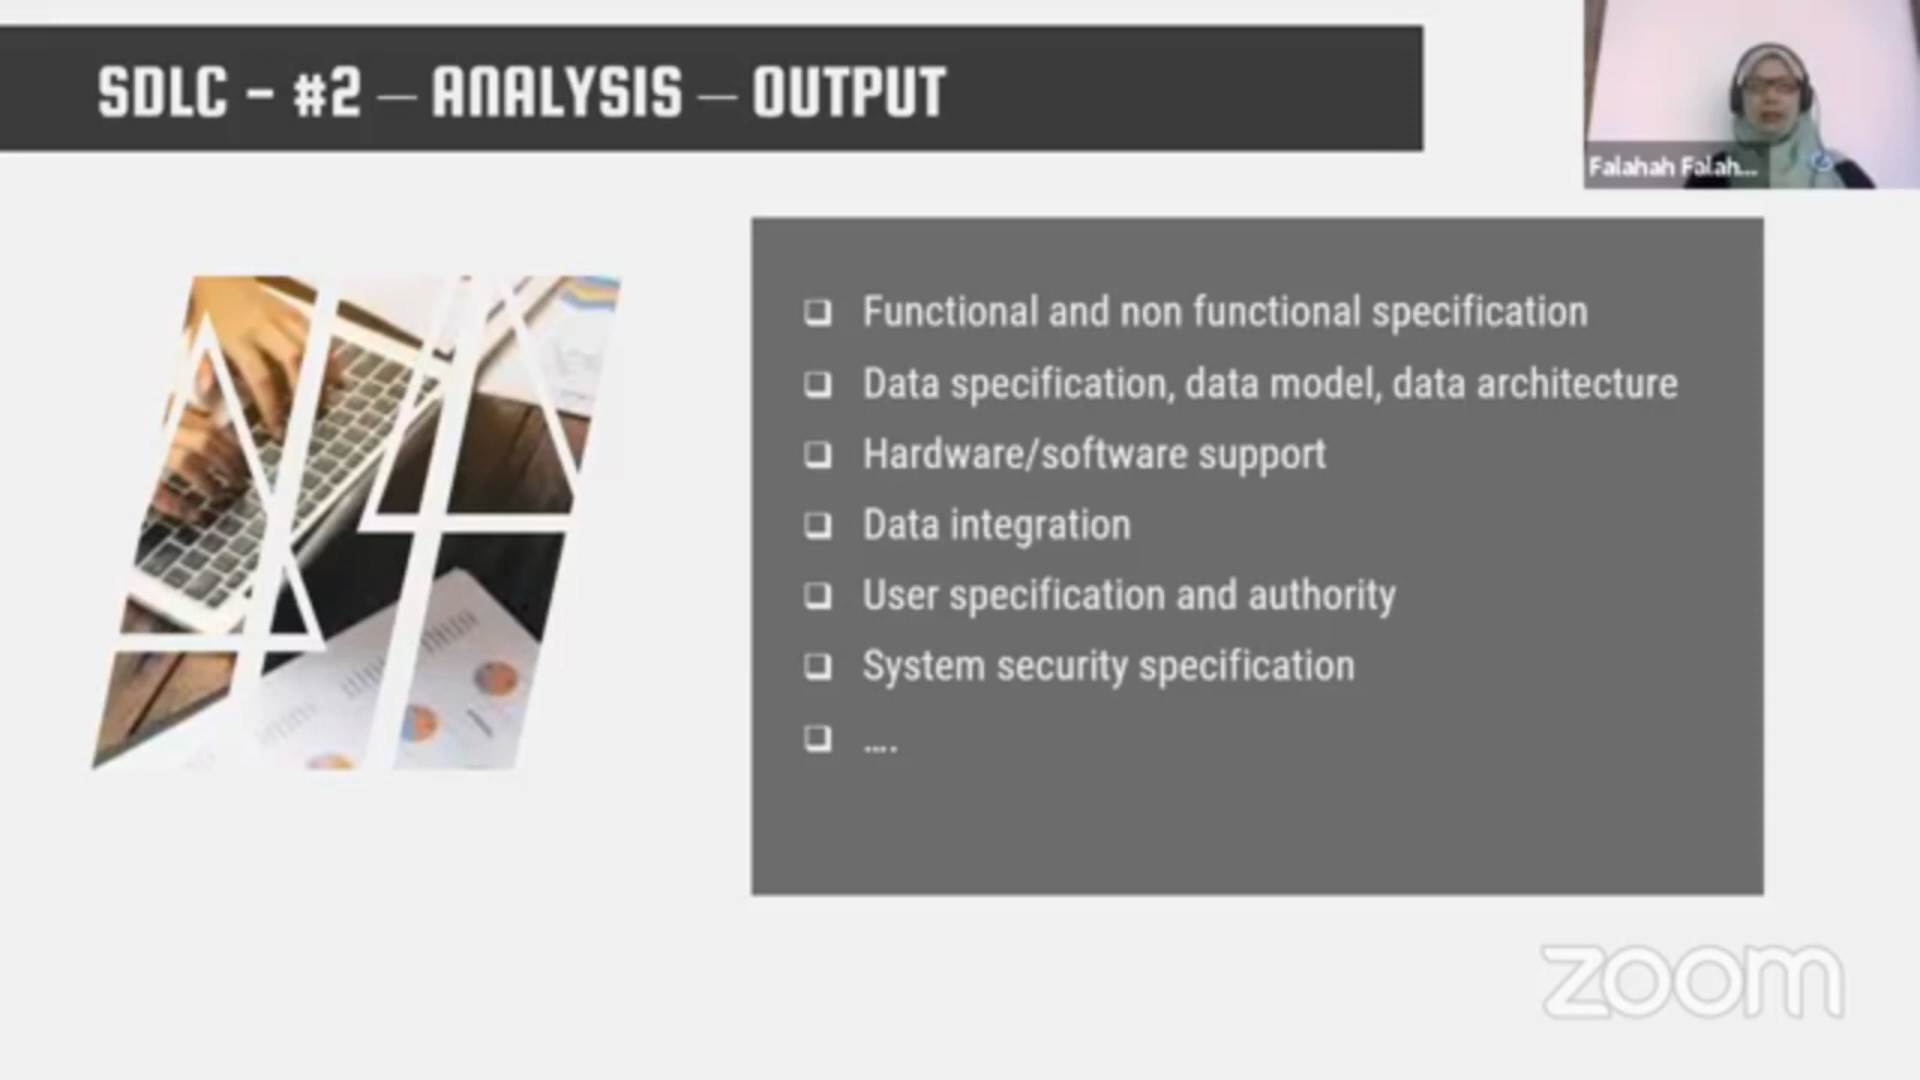 SDLC - #2 — ANALYSIS — OUTPUT
Falahah Falah...
Functional and non functional specification
Data specification, data model, data architecture
Hardware/software support
Data integration
User specification and authority
System security specification
....
zoom